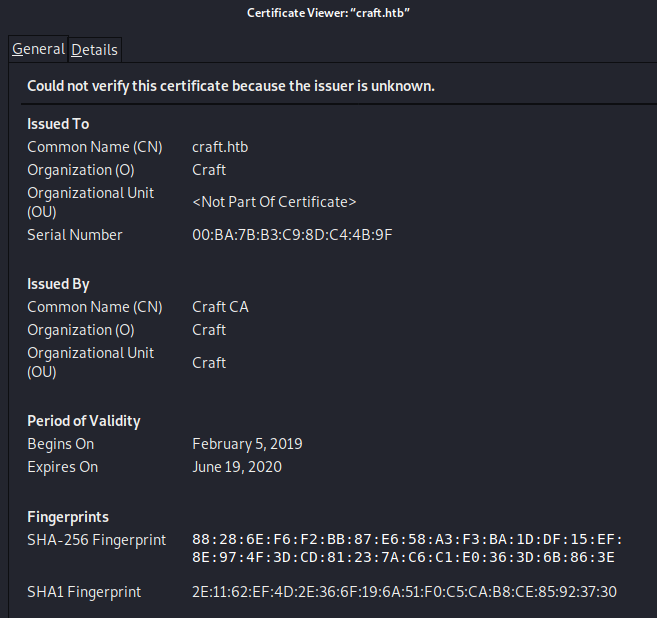 Certificate Viewer: “craft.htb”
General Details
Could not verify this certificate because the issuer is unknown.
Issued To
Common Name (CN) craft.htb
Organization (O) Craft
Organizational Unit
(OU) <Not Part Of Certificate>
Serial Number 00:BA:7B:B3:C9:8D:C4:4B:9F
Issued By
Common Name (CN) Craft CA
Organization (O) Craft
Organizational Unit
(OU) Craft
Period of Validity
Begins On February 5, 2019
Expires On June 19, 2020
Fingerprints
SHA-256 Fingerprint 88:28:6E:F6:F2:BB:87:E6:58:A3:F3:BA:1D:DF:15:EF:
8E:97:4F:3D:CD:81:23:7A:C6:C1:E0:36:3D:6B:86:3E
SHA1 Fingerprint 2E:11:62:EF:4D:2E:36:6F:19:6A:51:F0:C5:CA:B8:CE:85:92:37:30